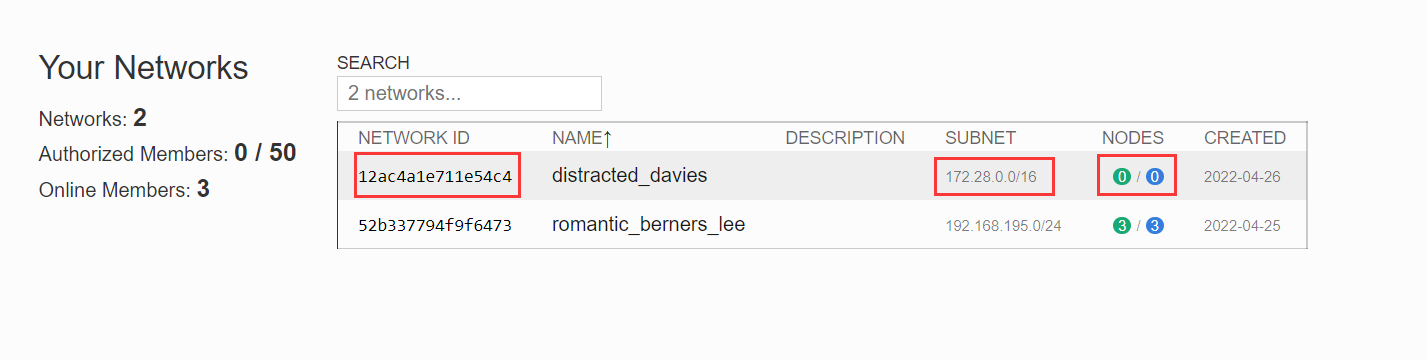 Your Networks
Networks: 2
Authorized Members: 0 / 50
Online Members: 3
SEARCH
2 networks...
NETWORK ID NAME↑ DESCRIPTION SUBNET NODES CREATED
12ac4a1e711e54c4 distracted_davies 172.28.0.0/16 0 / 0 2022-04-26
52b337794f9f6473 romantic_berners_lee 192.168.195.0/24 3 / 3 2022-04-25